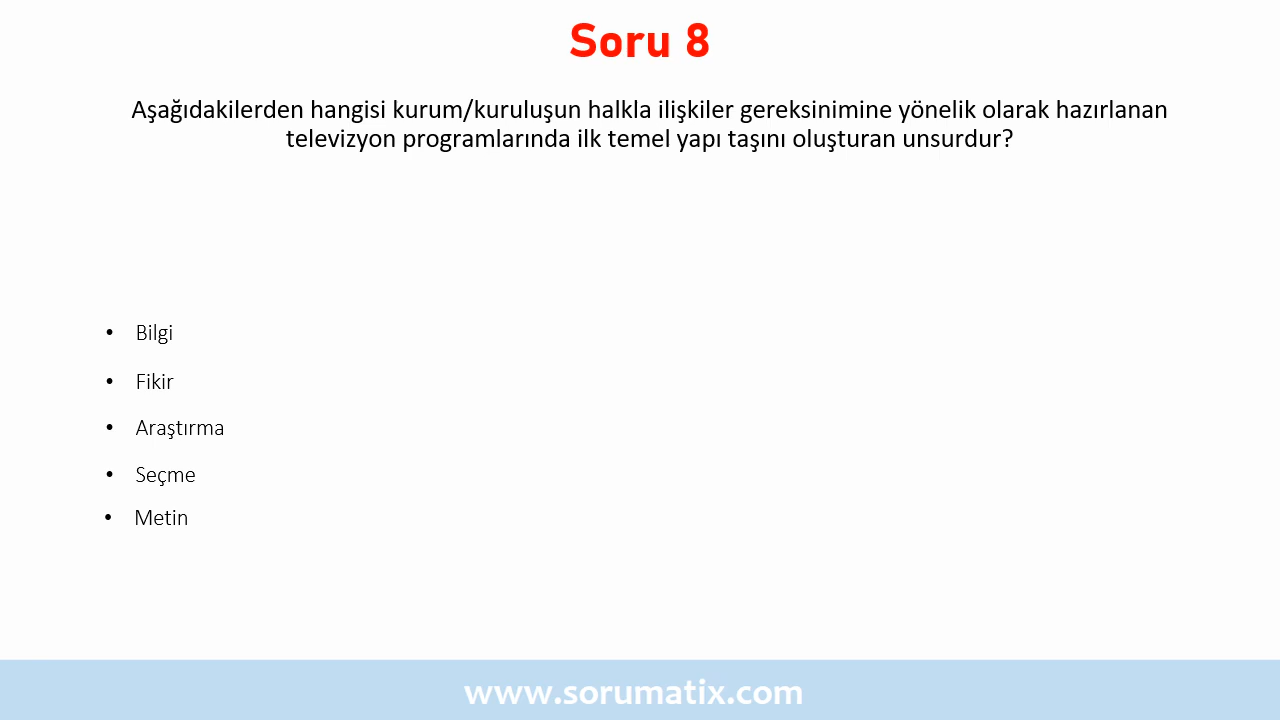 Soru 8
Aşağıdakilerden hangisi kurum/kuruluşun halkla ilişkiler gereksinimine yönelik olarak hazırlanan
televizyon programlarında ilk temel yapı taşını oluşturan unsurdur?
• Bilgi
• Fikir
• Araştırma
• Seçme
• Metin
www.sorumatix.com